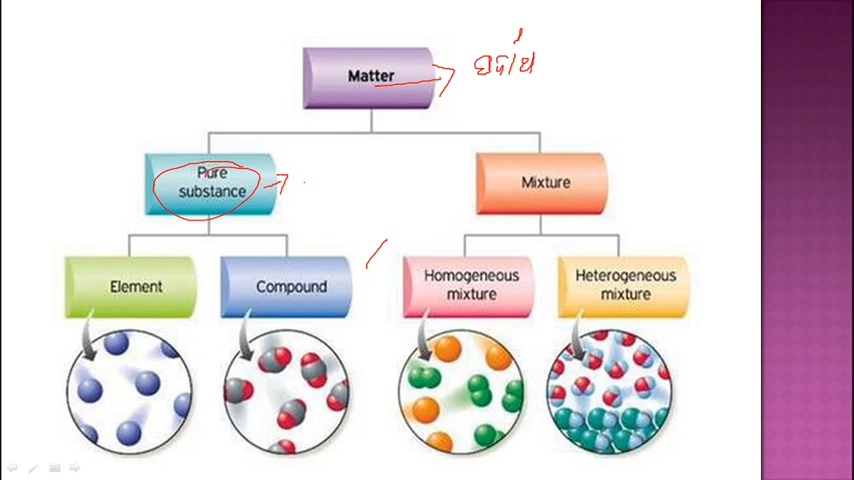 Matter
ପଦାର୍ଥ
Pure
substance
Mixture
Element
Compound
Homogeneous
mixture
Heterogeneous
mixture